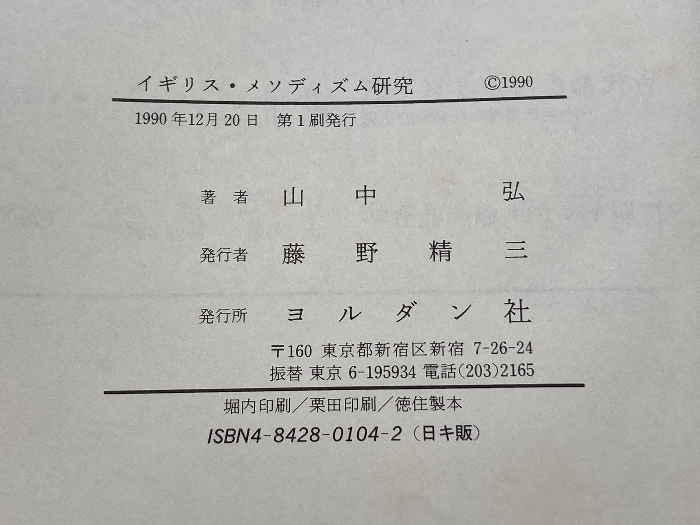 イギリス・メソディズム研究 ©1990
1990年12月20日 第1刷発行
著者 山中弘
発行者 藤野精三
発行所 ヨルダン社
〒160 東京都新宿区新宿 7-26-24
振替 東京 6-195934 電話(203)2165
堀内印刷/栗田印刷/徳住製本
ISBN4-8428-0104-2(日キ販)